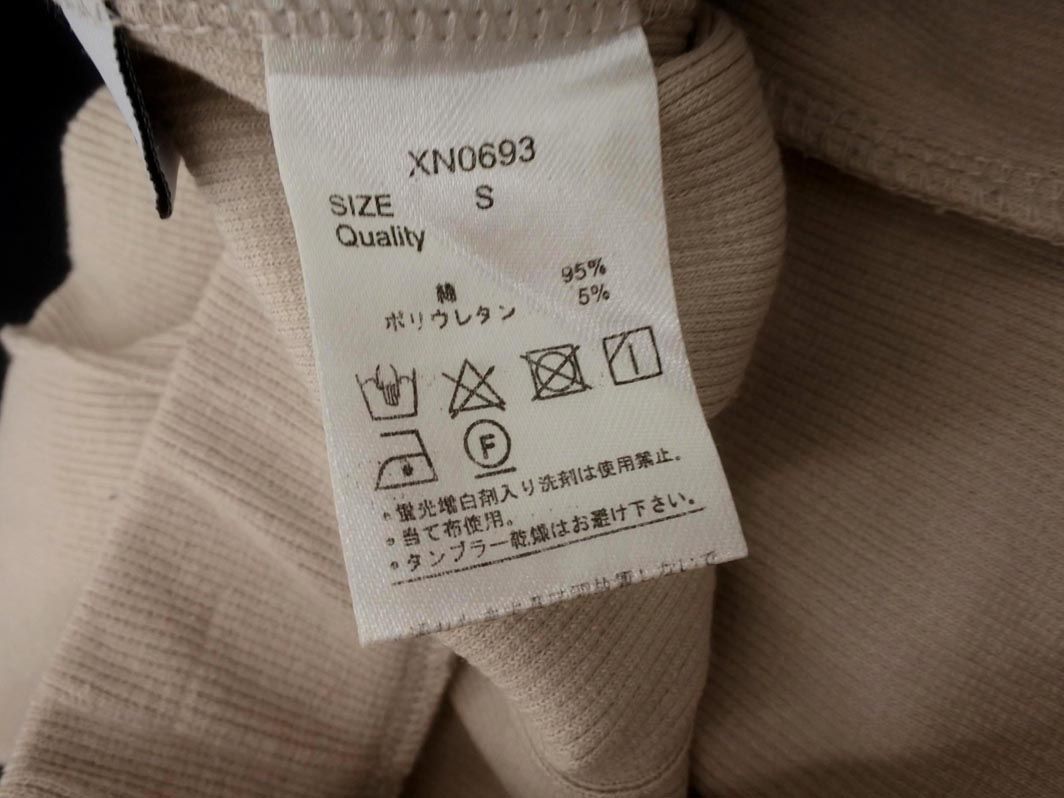 XN0693
SIZE S
Quality
綿 95%
ポリウレタン 5%
F
・蛍光増白剤入り洗剤は使用禁止。
・当て布使用。
・タンブラー乾燥はお避け下さい。